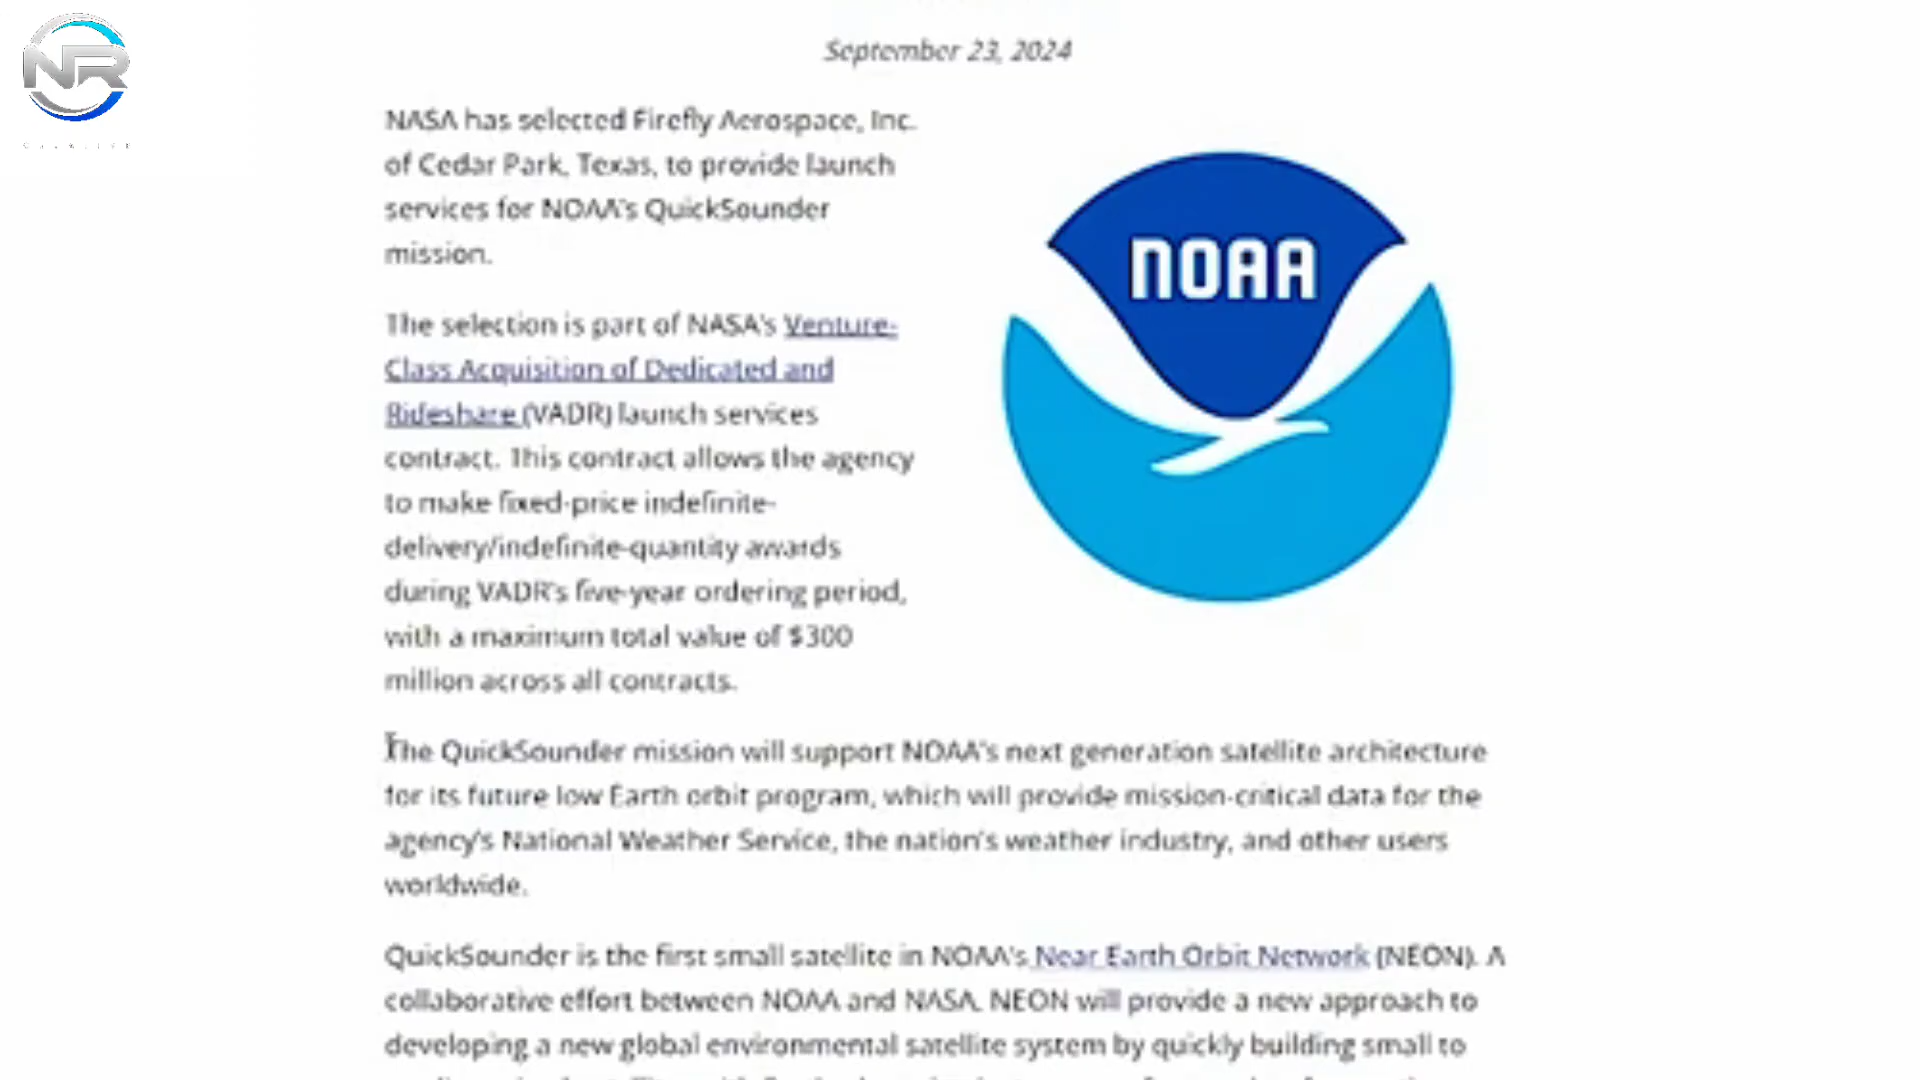 NR
September 23, 2024
NASA has selected Firefly Aerospace, Inc.
of Cedar Park, Texas, to provide launch
services for NOAA's QuickSounder
mission.
NOAA
The selection is part of NASA's Venture-
Class Acquisition of Dedicated and
Rideshare (VADR) launch services
contract. This contract allows the agency
to make fixed-price indefinite-
delivery/indefinite-quantity awards
during VADR's five-year ordering period,
with a maximum total value of $300
million across all contracts.
The QuickSounder mission will support NOAA's next generation satellite architecture
for its future low Earth orbit program, which will provide mission-critical data for the
agency's National Weather Service, the nation's weather industry, and other users
worldwide.
QuickSounder is the first small satellite in NOAA's Near Earth Orbit Network (NEON). A
collaborative effort between NOAA and NASA, NEON will provide a new approach to
developing a new global environmental satellite system by quickly building small to